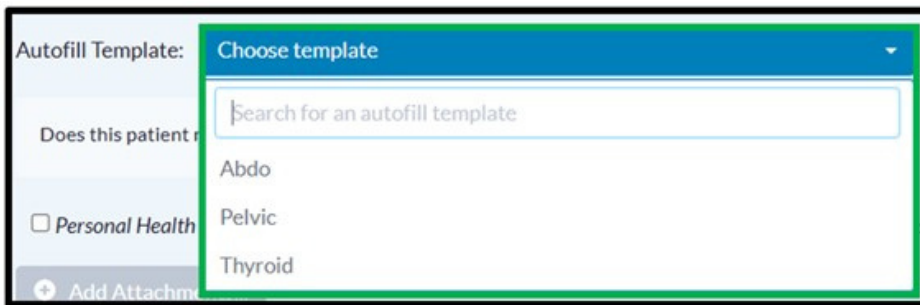 Autofill Template: Choose template
Search for an autofill template
Does this patient
Abdo
Personal Health
Pelvic
Thyroid
Add Attachm